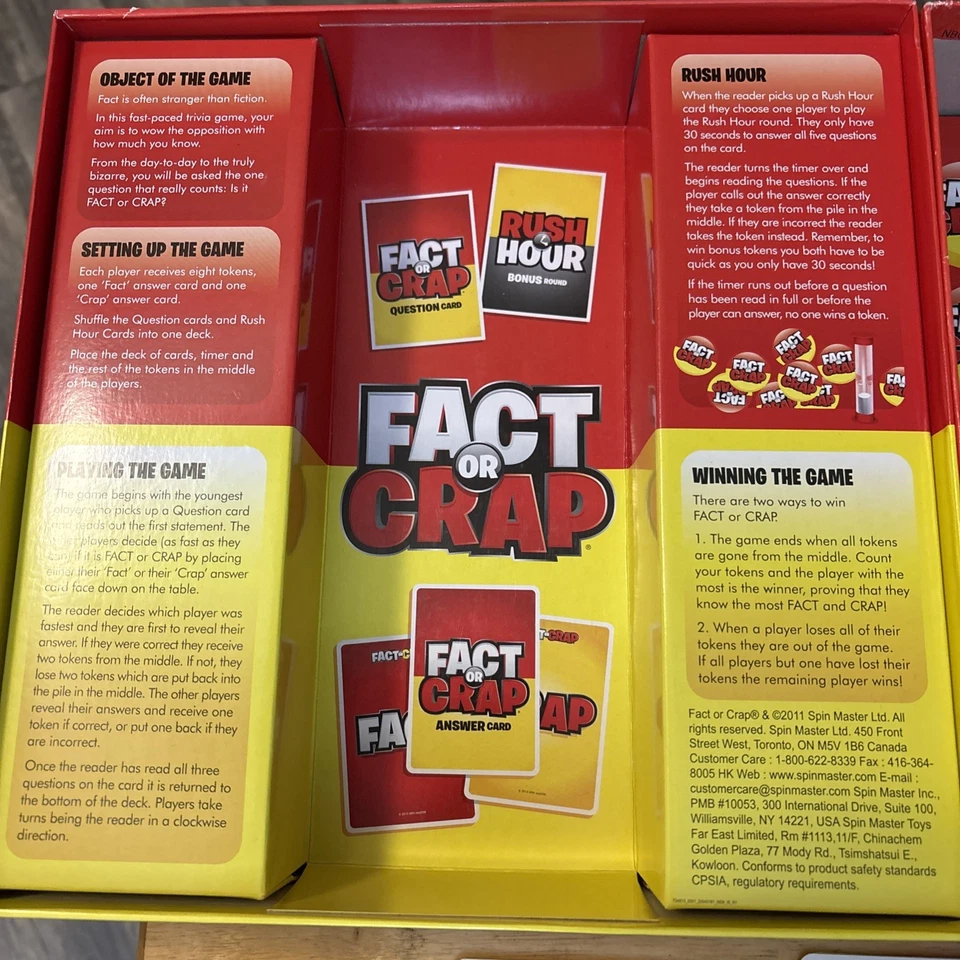 OBJECT OF THE GAME
Fact is often stranger than fiction.
In this fast-paced trivia game, your
aim is to wow the opposition with
how much you know.
From the day-to-day to the truly
bizarre, you will be asked the one
question that really counts: Is it
FACT or CRAP?
SETTING UP THE GAME
Each player receives eight tokens,
one 'Fact' answer card and one
'Crap' answer card.
Shuffle the Question cards and Rush
Hour Cards into one deck.
Place the deck of cards, timer and
the rest of the tokens in the middle
of the players.
PLAYING THE GAME
The game begins with the youngest
player who picks up a Question card
and reads out the first statement. The
other players decide (as fast as they
can) if it is FACT or CRAP by placing
either their 'Fact' or their 'Crap' answer
card face down on the table.
The reader decides which player was
fastest and they are first to reveal their
answer. If they were correct they receive
two tokens from the middle. If not, they
lose two tokens which are put back into
the pile in the middle. The other players
reveal their answers and receive one
token if correct, or put one back if they
are incorrect.
Once the reader has read all three
questions on the card it is returned to
the bottom of the deck. Players take
turns being the reader in a clockwise
direction.
FACT
OR
CRAP
QUESTION CARD
RUSH
HOUR
BONUS ROUND
FACT
OR
CRAP®
FACT-C
FA
FACT
OR
CRAP
ANSWER CARD
T-CRAP
AP
RUSH HOUR
When the reader picks up a Rush Hour
card they choose one player to play
the Rush Hour round. They only have
30 seconds to answer all five questions
on the card.
The reader turns the timer over and
begins reading the questions. If the
player calls out the answer correctly
they take a token from the pile in the
middle. If they are incorrect the reader
takes the token instead. Remember, to
win bonus tokens you both have to be
quick as you only have 30 seconds!
If the timer runs out before a question
has been read in full or before the
player can answer, no one wins a token.
FACT CRAP
FACT CRAP
FACT CRAP
FACT CRAP
FACT CRAP
WINNING THE GAME
There are two ways to win
FACT or CRAP.
1. The game ends when all tokens
are gone from the middle. Count
your tokens and the player with the
most is the winner, proving that they
know the most FACT and CRAP!
2. When a player loses all of their
tokens they are out of the game.
If all players but one have lost their
tokens the remaining player wins!
Fact or Crap® & ©2011 Spin Master Ltd. All
rights reserved. Spin Master Ltd. 450 Front
Street West, Toronto, ON M5V 1B6 Canada
Customer Care : 1-800-622-8339 Fax : 416-364-
8005 HK Web : www.spinmaster.com E-mail :
customercare@spinmaster.com Spin Master Inc.,
PMB #10053, 300 International Drive, Suite 100,
Williamsville, NY 14221, USA Spin Master Toys
Far East Limited, Rm #1113,11/F, Chinachem
Golden Plaza, 77 Mody Rd., Tsimshatsui E.,
Kowloon. Conforms to product safety standards
CPSIA, regulatory requirements.